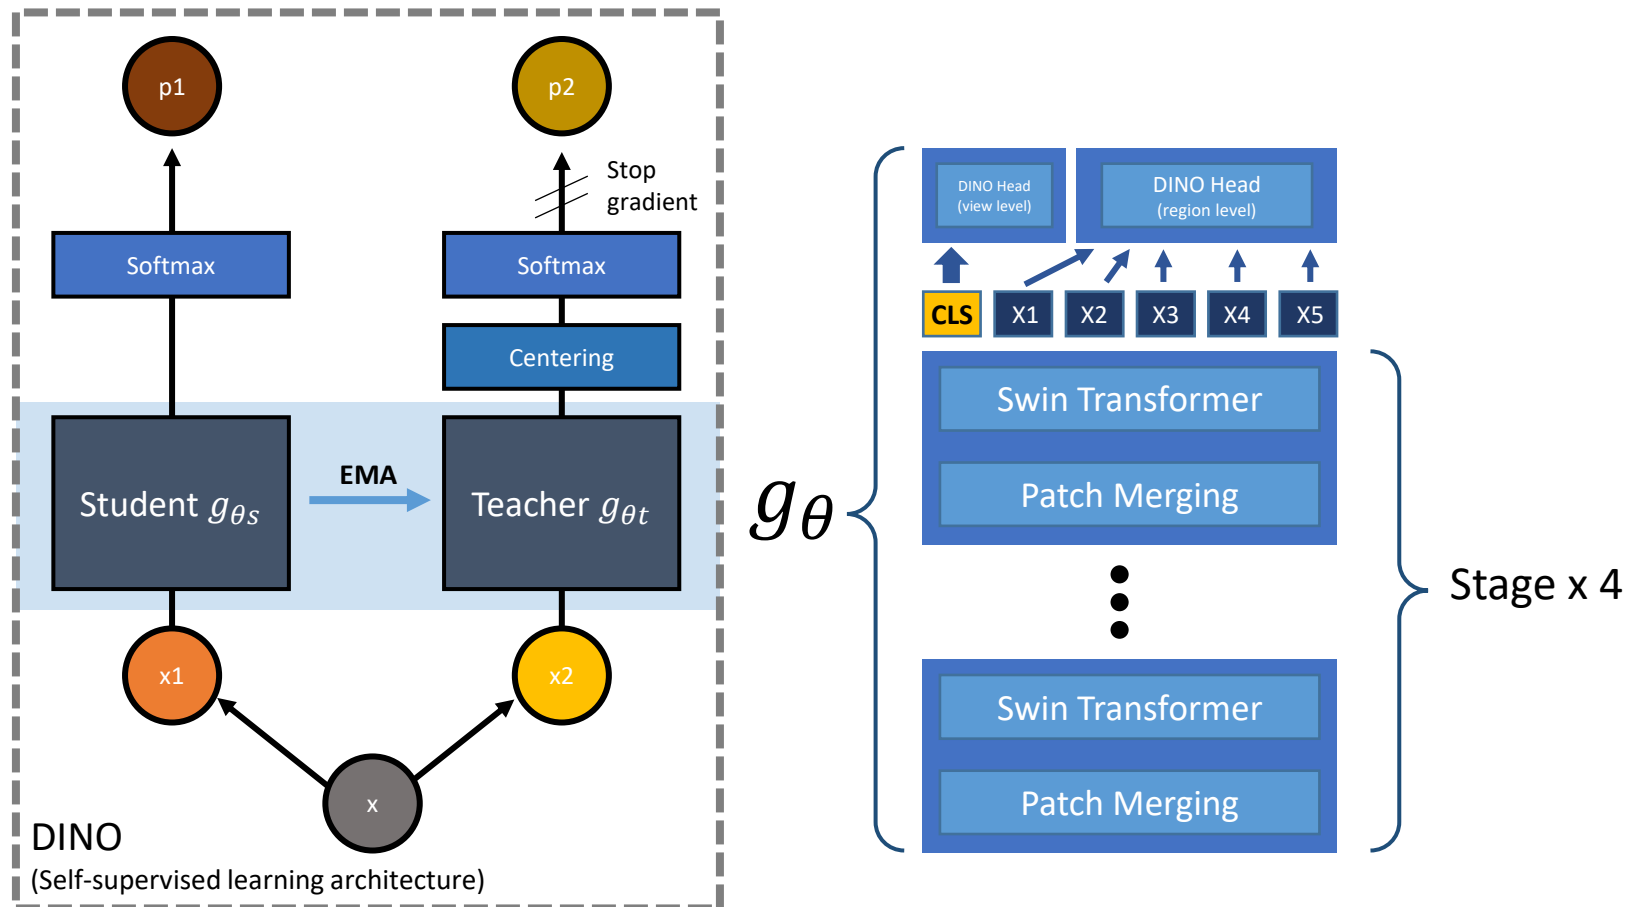 p1
p2
Stop
gradient
Softmax
Softmax
Centering
Student gθs
EMA
Teacher gθt
x1
x2
x
DINO
(Self-supervised learning architecture)
gθ
DINO Head
(view level)
DINO Head
(region level)
CLS
X1
X2
X3
X4
X5
Swin Transformer
Patch Merging
Swin Transformer
Patch Merging
Stage x 4